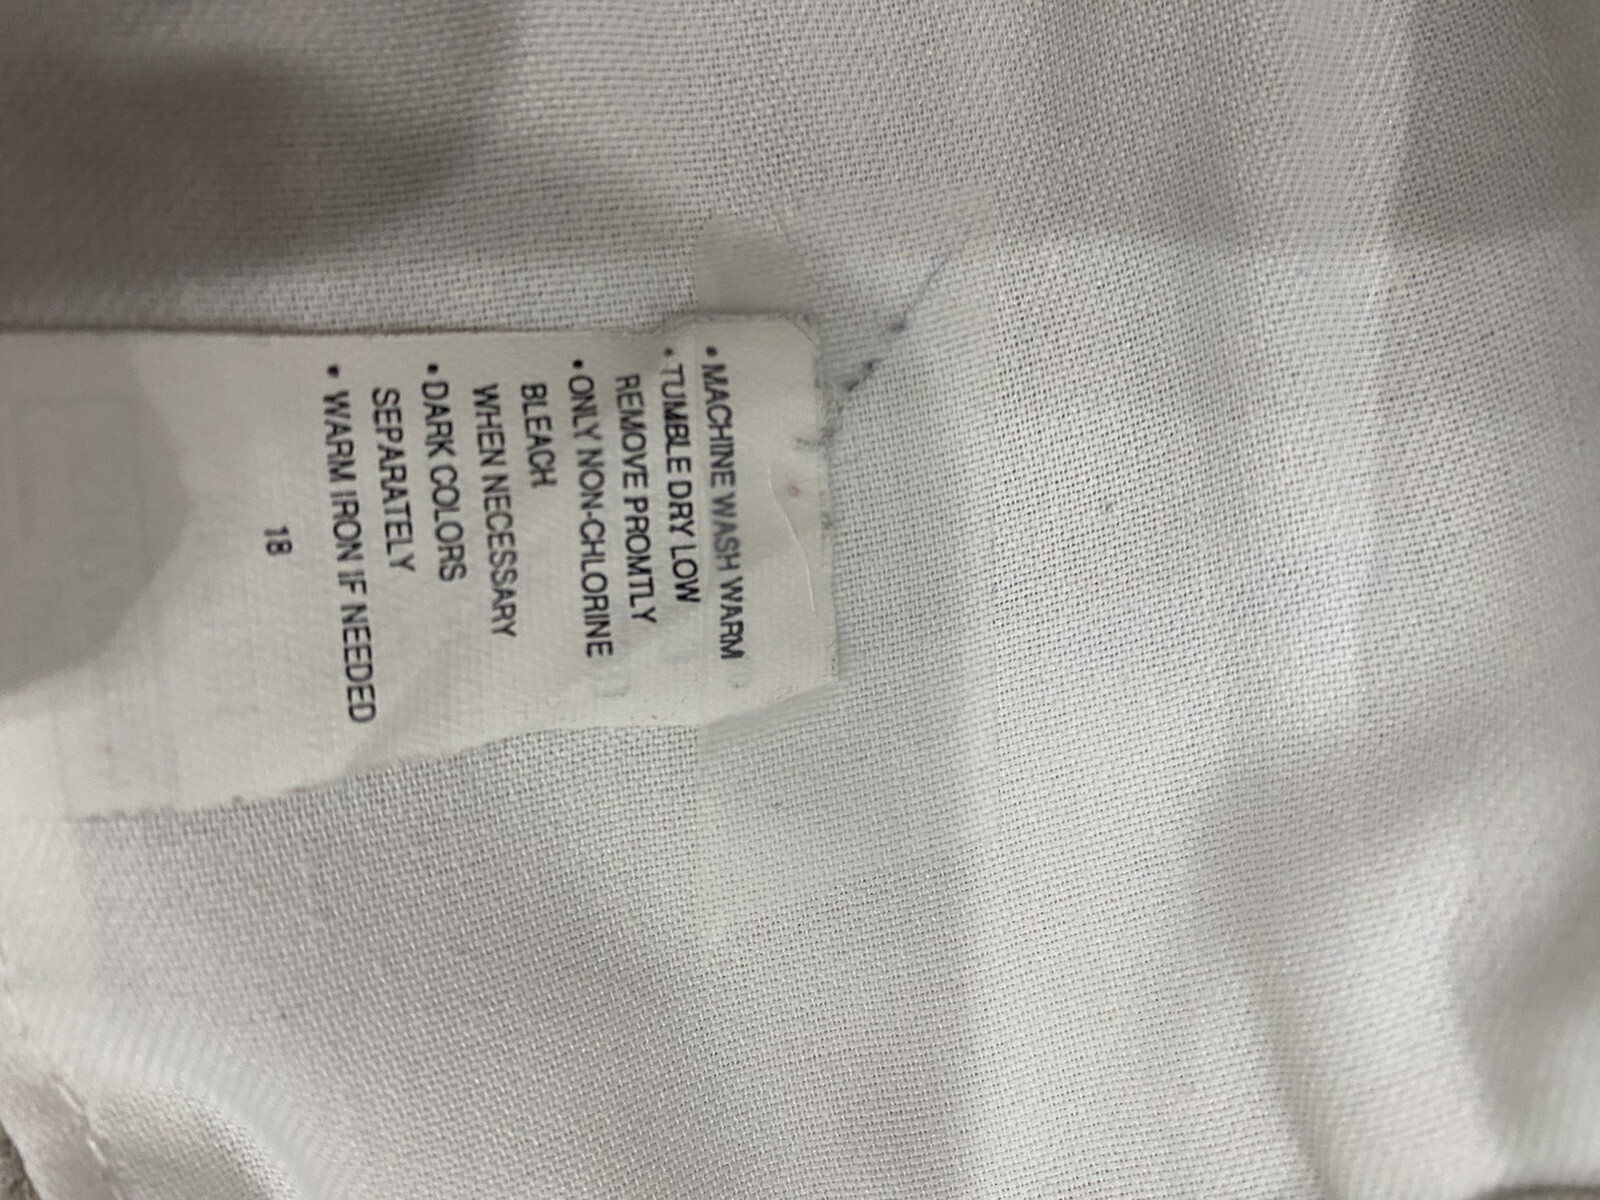 • MACHINE WASH WARM
• TUMBLE DRY LOW
REMOVE PROMTLY
• ONLY NON-CHLORINE
BLEACH
WHEN NECESSARY
• DARK COLORS
SEPARATELY
• WARM IRON IF NEEDED
18